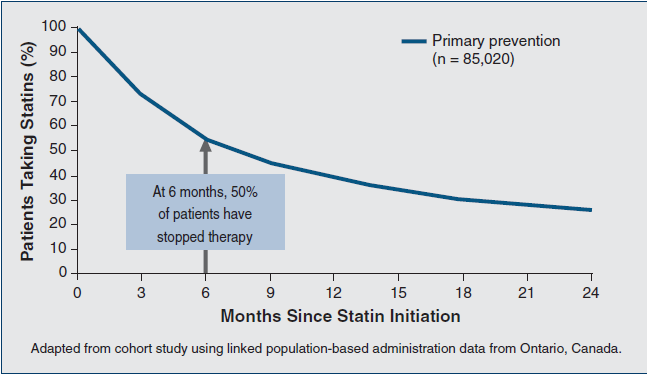 Patients Taking Statins (%)
100
90
80
70
60
50
40
30
20
10
0
Primary prevention
(n = 85,020)
At 6 months, 50%
of patients have
stopped therapy
0 3 6 9 12 15 18 21 24
Months Since Statin Initiation
Adapted from cohort study using linked population-based administration data from Ontario, Canada.